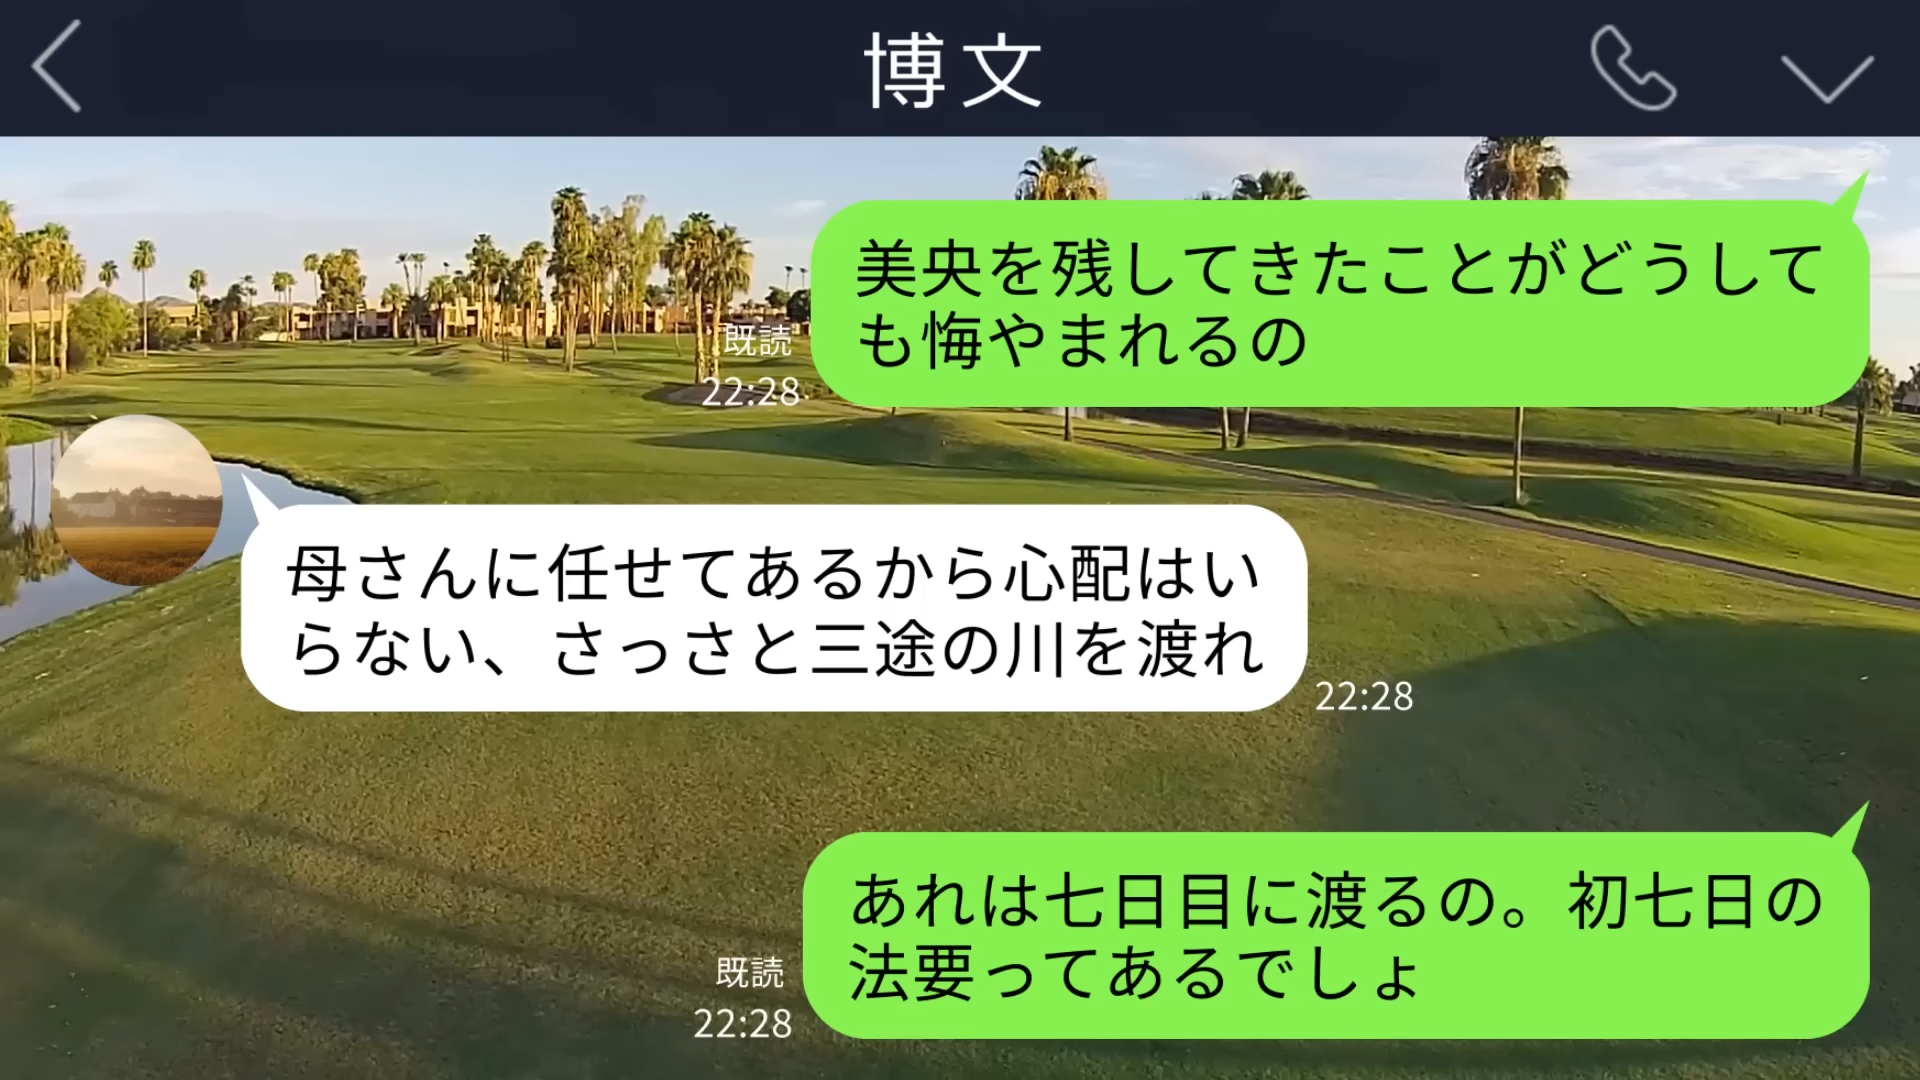 博文
美央を残してきたことがどうして
も悔やまれるの
既読
22:28
母さんに任せてあるから心配はい
らない、さっさと三途の川を渡れ
22:28
あれは七日目に渡るの。初七日の
法要ってあるでしょ
既読
22:28